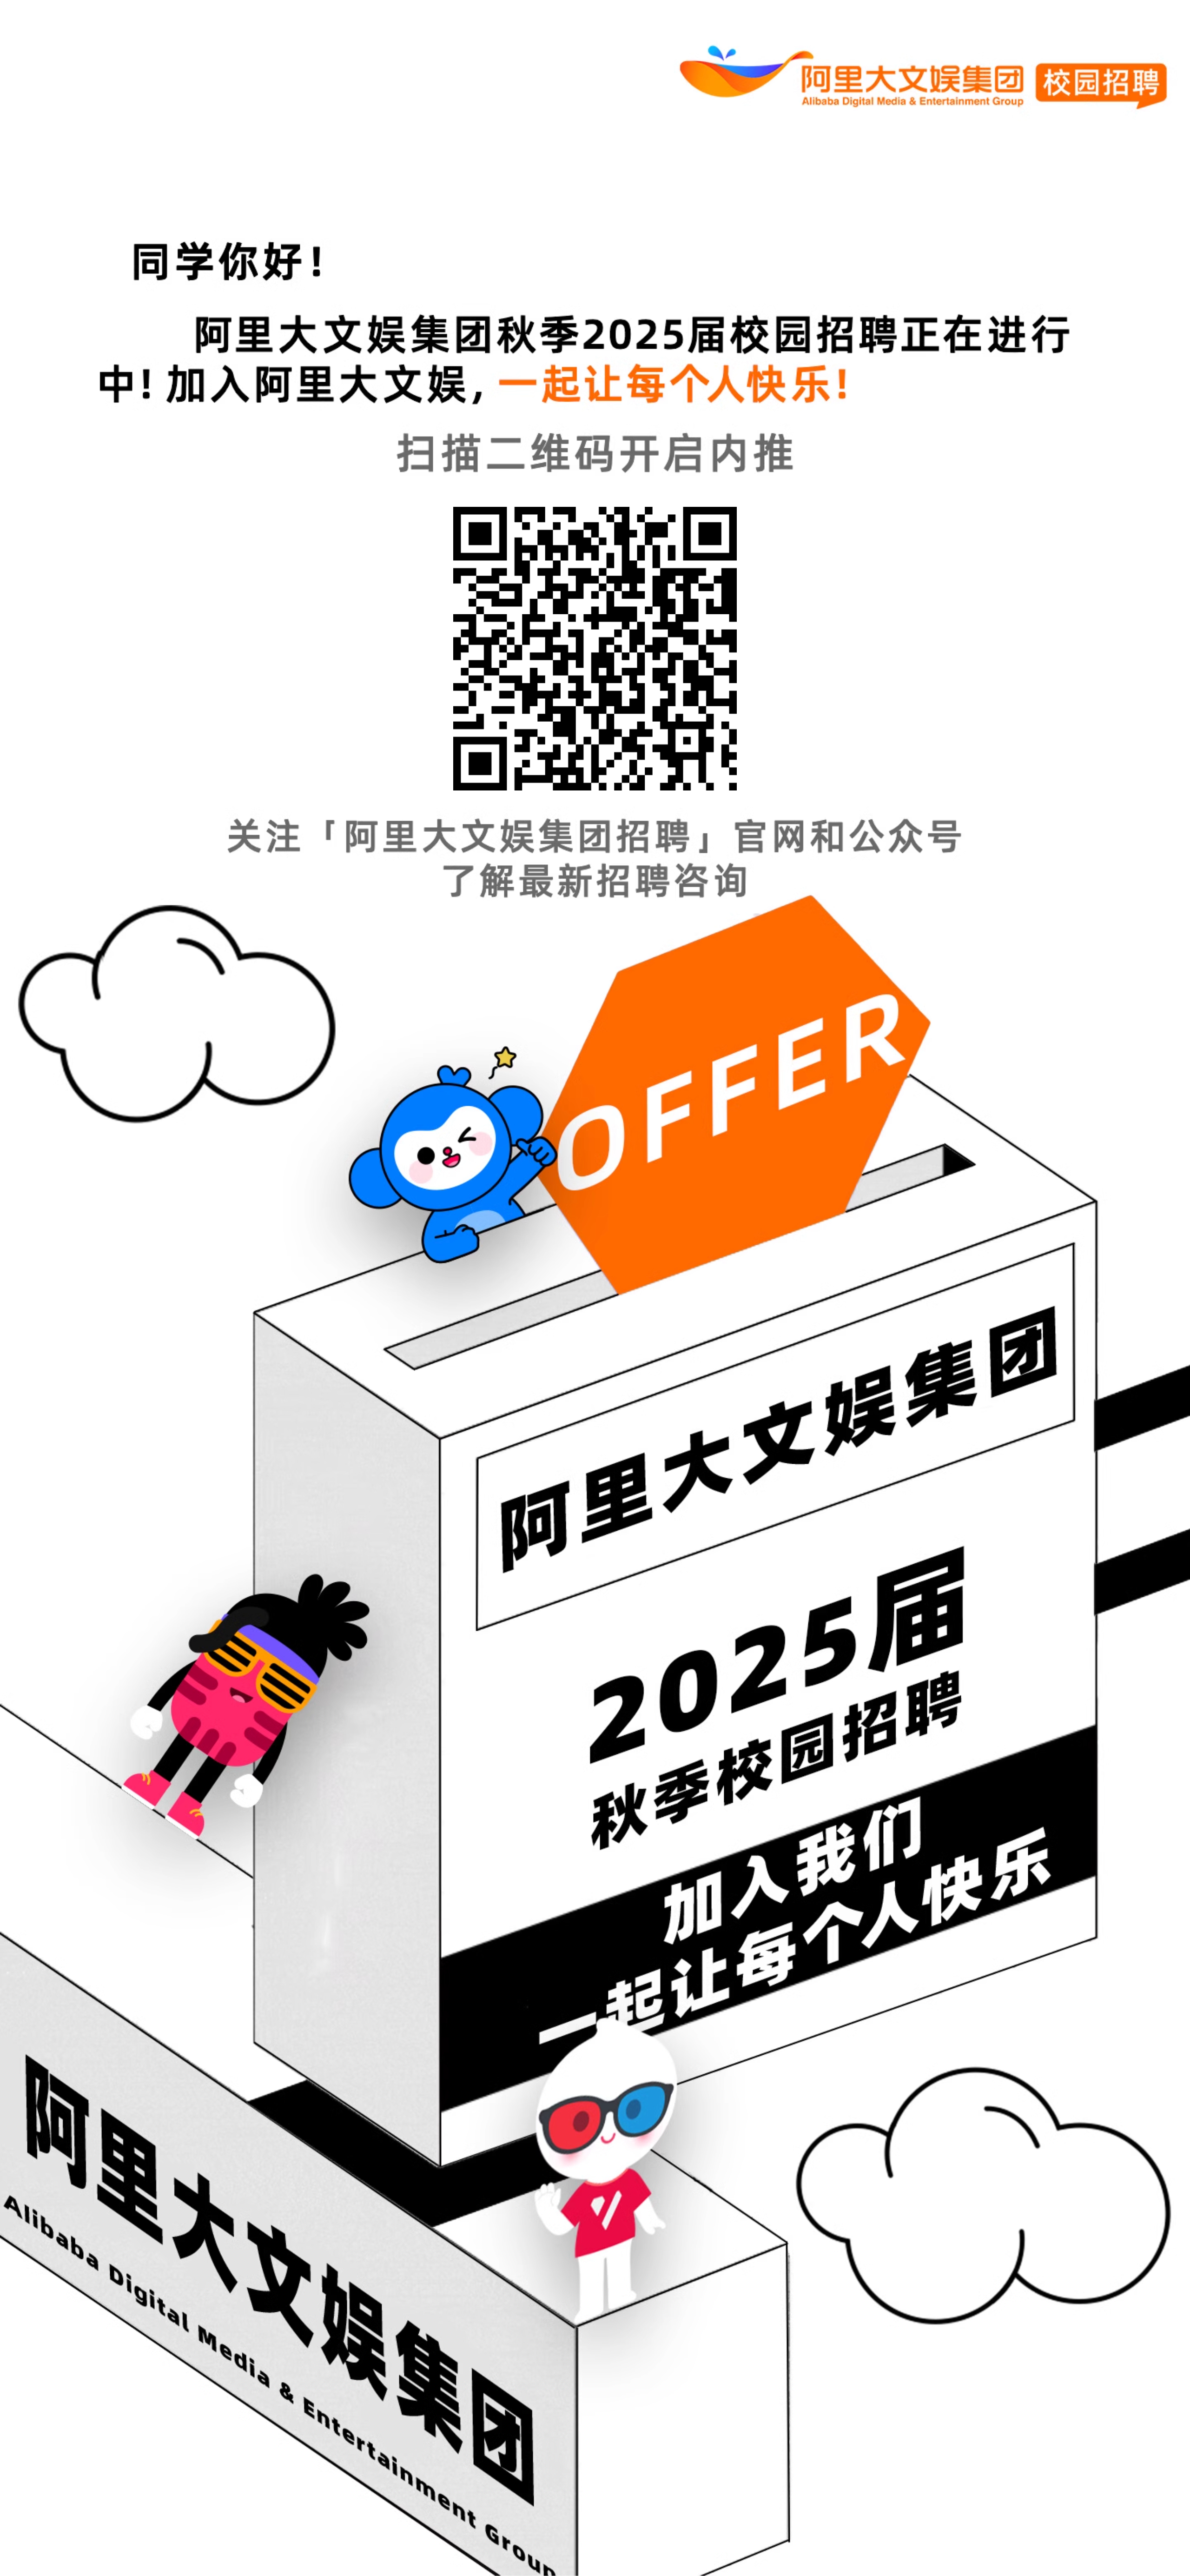 阿里大文娱集团 校园招聘
Alibaba Digital Media & Entertainment Group
同学你好！
阿里大文娱集团秋季2025届校园招聘正在进行
中！加入阿里大文娱，一起让每个人快乐！
扫描二维码开启内推
关注「阿里大文娱集团招聘」官网和公众号
了解最新招聘咨询
OFFER
阿里大文娱集团
2025届
秋季校园招聘
加入我们
一起让每个人快乐
阿里大文娱集团
Alibaba Digital Media & Entertainment Group